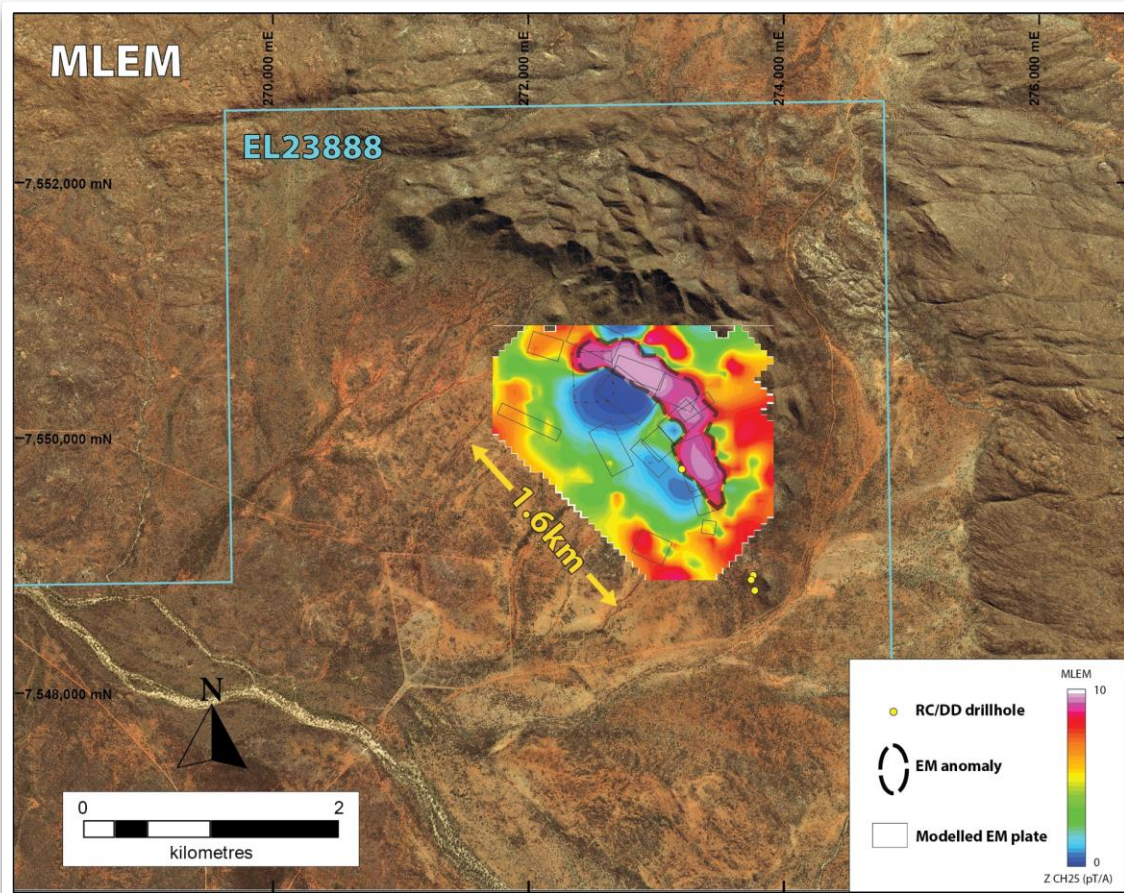 MLEM
270,000 mE
272,000 mE
274,000 mE
276,000 mE
EL23888
7,552,000 mN
7,550,000 mN
1.6km
7,548,000 mN
N
0 2
kilometres
MLEM
10
RC/DD drillhole
EM anomaly
Modelled EM plate
0
Z CH25 (pT/A)